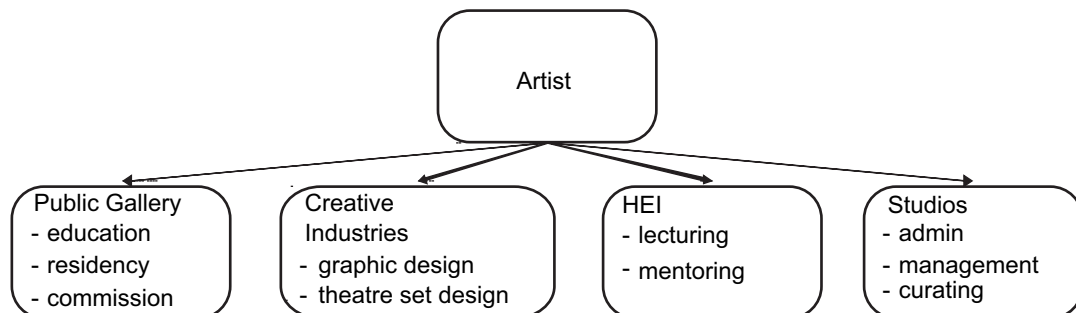 Artist
Public Gallery
- education
- residency
- commission
Creative
Industries
- graphic design
- theatre set design
HEI
- lecturing
- mentoring
Studios
- admin
- management
- curating